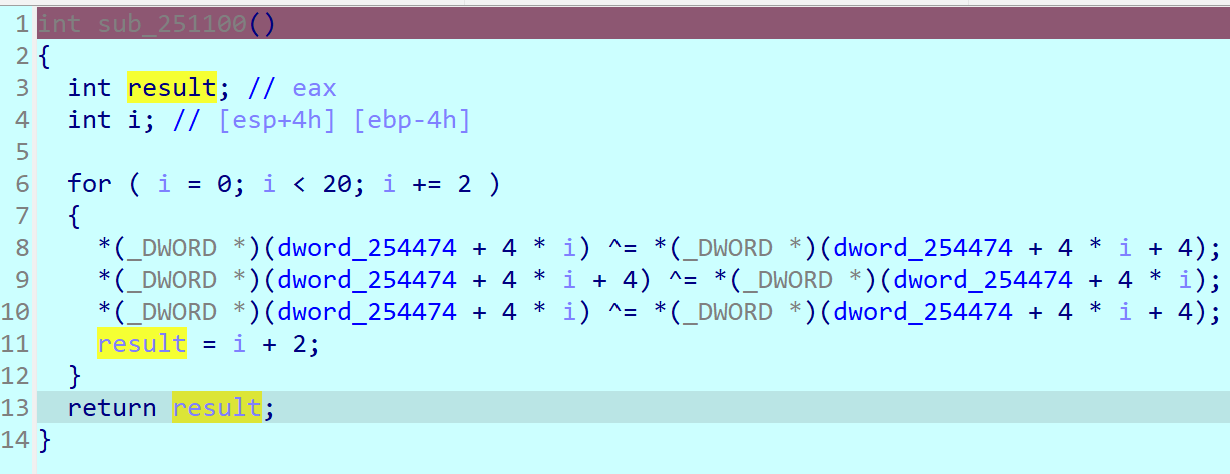 1 int sub_251100()
2 {
3   int result; // eax
4   int i; // [esp+4h] [ebp-4h]
5
6   for ( i = 0; i < 20; i += 2 )
7   {
8     *(_DWORD *)(dword_254474 + 4 * i) ^= *(_DWORD *)(dword_254474 + 4 * i + 4);
9     *(_DWORD *)(dword_254474 + 4 * i + 4) ^= *(_DWORD *)(dword_254474 + 4 * i);
10     *(_DWORD *)(dword_254474 + 4 * i) ^= *(_DWORD *)(dword_254474 + 4 * i + 4);
11     result = i + 2;
12   }
13   return result;
14 }